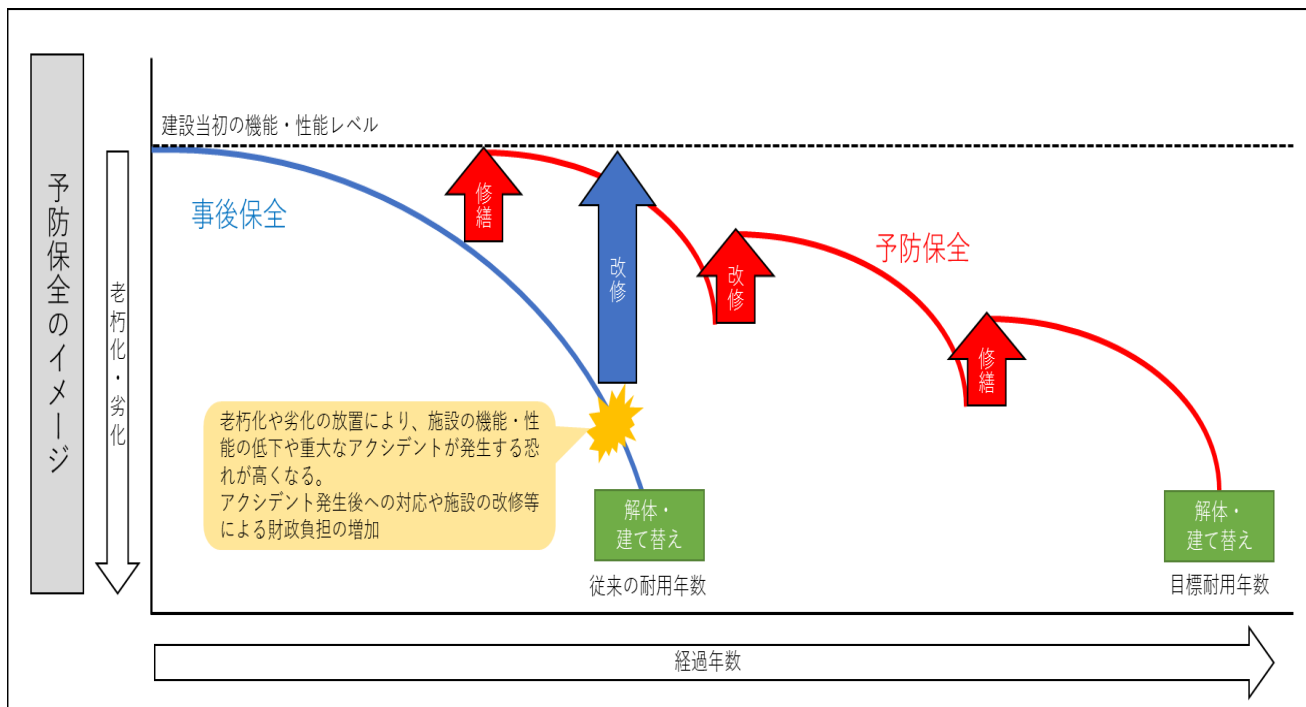 予防保全のイメージ
老朽化・劣化
建設当初の機能・性能レベル
事後保全
修繕
改修
改修
予防保全
修繕
老朽化や劣化の放置により、施設の機能・性
能の低下や重大なアクシデントが発生する恐
れが高くなる。
アクシデント発生後への対応や施設の改修等
による財政負担の増加
解体・
建て替え
従来の耐用年数
解体・
建て替え
目標耐用年数
経過年数